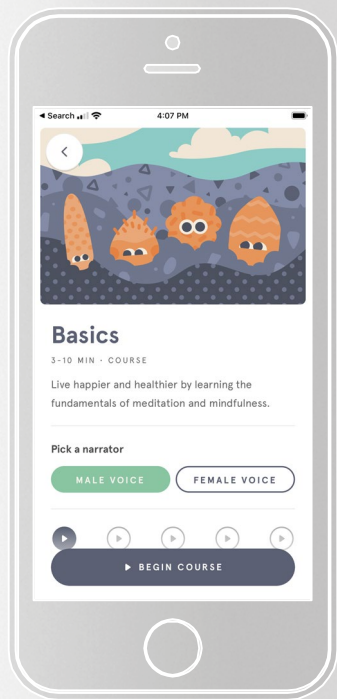 Search
4:07 PM
Basics
3-10 MIN · COURSE
Live happier and healthier by learning the
fundamentals of meditation and mindfulness.
Pick a narrator
MALE VOICE
FEMALE VOICE
BEGIN COURSE